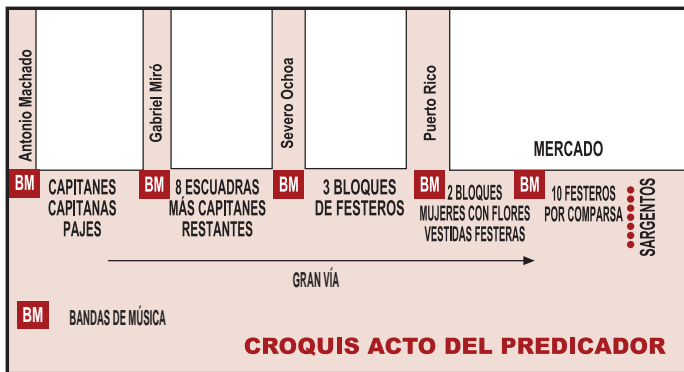 Antonio Machado
Gabriel Miró
Severo Ochoa
Puerto Rico
MERCADO
BM
CAPITANES
CAPITANAS
PAJES
BM
8 ESCUADRAS
MÁS CAPITANES
RESTANTES
BM
3 BLOQUES
DE FESTEROS
BM
2 BLOQUES
MUJERES CON FLORES
VESTIDAS FESTERAS
BM
10 FESTEROS
POR COMPARSA
SARGENTOS
GRAN VÍA
BM
BANDAS DE MÚSICA
CROQUIS ACTO DEL PREDICADOR